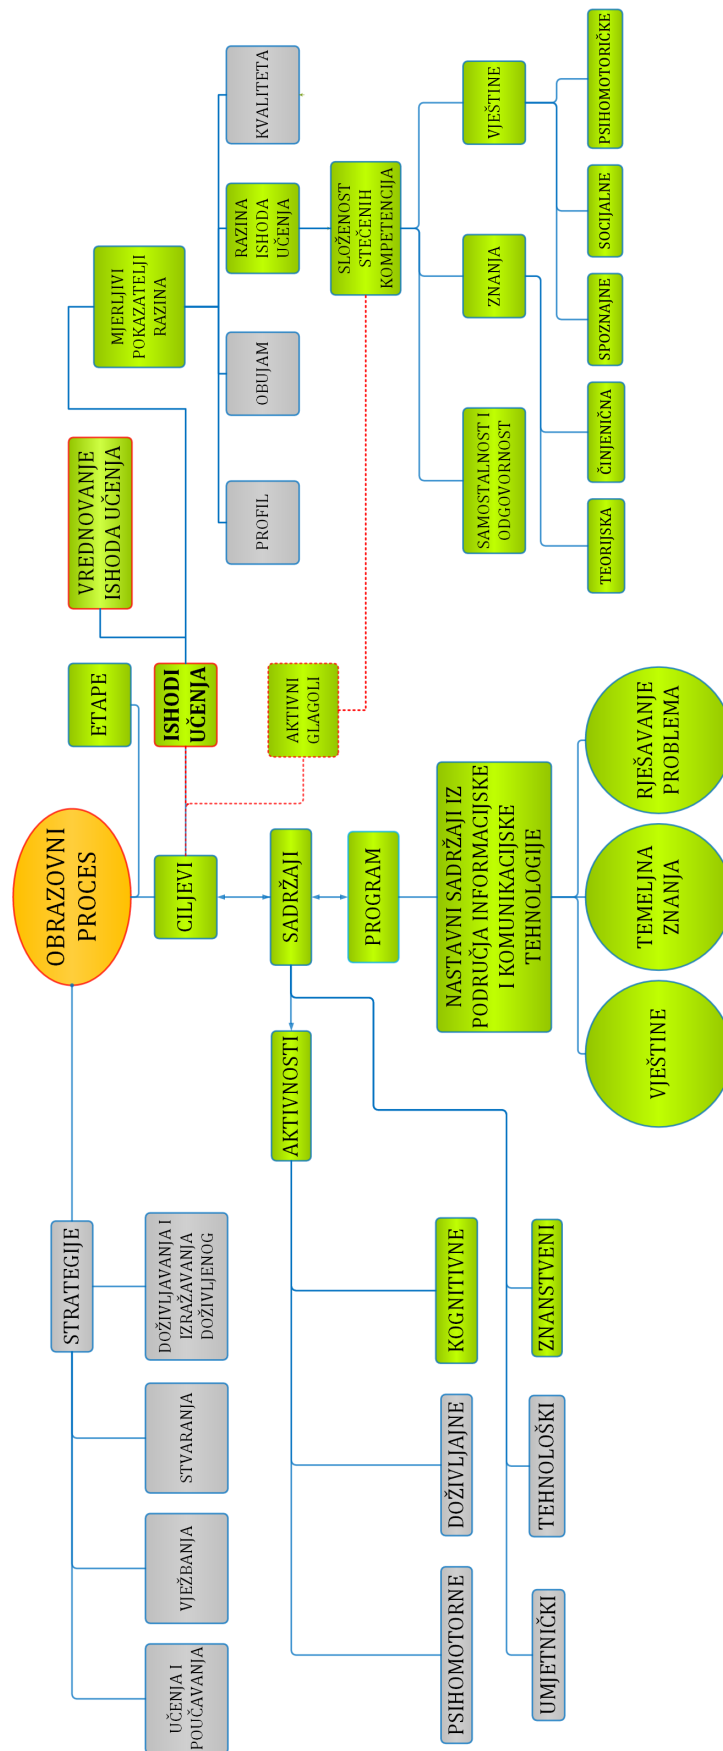 OBRAZOVNI
PROCES
STRATEGIJE
UČENJA I
POUČAVANJA
VJEŽBANJA
STVARANJA
DOŽIVLJAVANJA I
IZRAŽAVANJA
DOŽIVLJENOG
CILJEVI
ETAPE
ISHODI
UČENJA
VREDNOVANJE
ISHODA UČENJA
MJERLJIVI
POKAZATELJI
RAZINA
PROFIL
OBUJAM
RAZINA
ISHODA
UČENJA
KVALITETA
AKTIVNI
GLAGOLI
SLOŽENOST
STEČENIH
KOMPETENCIJA
SAMOSTALNOST I
ODGOVORNOST
ZNANJA
VJEŠTINE
TEORIJSKA
ČINJENIČNA
SPOZNAJNE
SOCIJALNE
PSIHOMOTORIČKE
AKTIVNOSTI
SADRŽAJI
PROGRAM
PSIHOMOTORNE
DOŽIVLJAJNE
KOGNITIVNE
UMJETNIČKI
TEHNOLOŠKI
ZNANSTVENI
NASTAVNI SADRŽAJI IZ
PODRUČJA INFORMACIJSKE
I KOMUNIKACIJSKE
TEHNOLOGIJE
VJEŠTINE
TEMELJNA
ZNANJA
RJEŠAVANJE
PROBLEMA